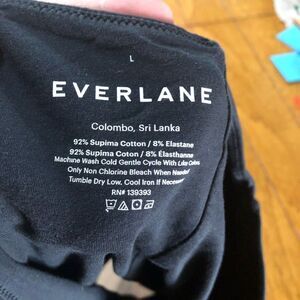 L
EVERLANE
Colombo, Sri Lanka
92% Supima Cotton / 8% Elastane
92% Supima Coton / 8% Elasthanne
Machine Wash Cold Gentle Cycle With Like Colors
Only Non Chlorine Bleach When Needed
Tumble Dry Low, Cool Iron If Necessary
RN# 139393